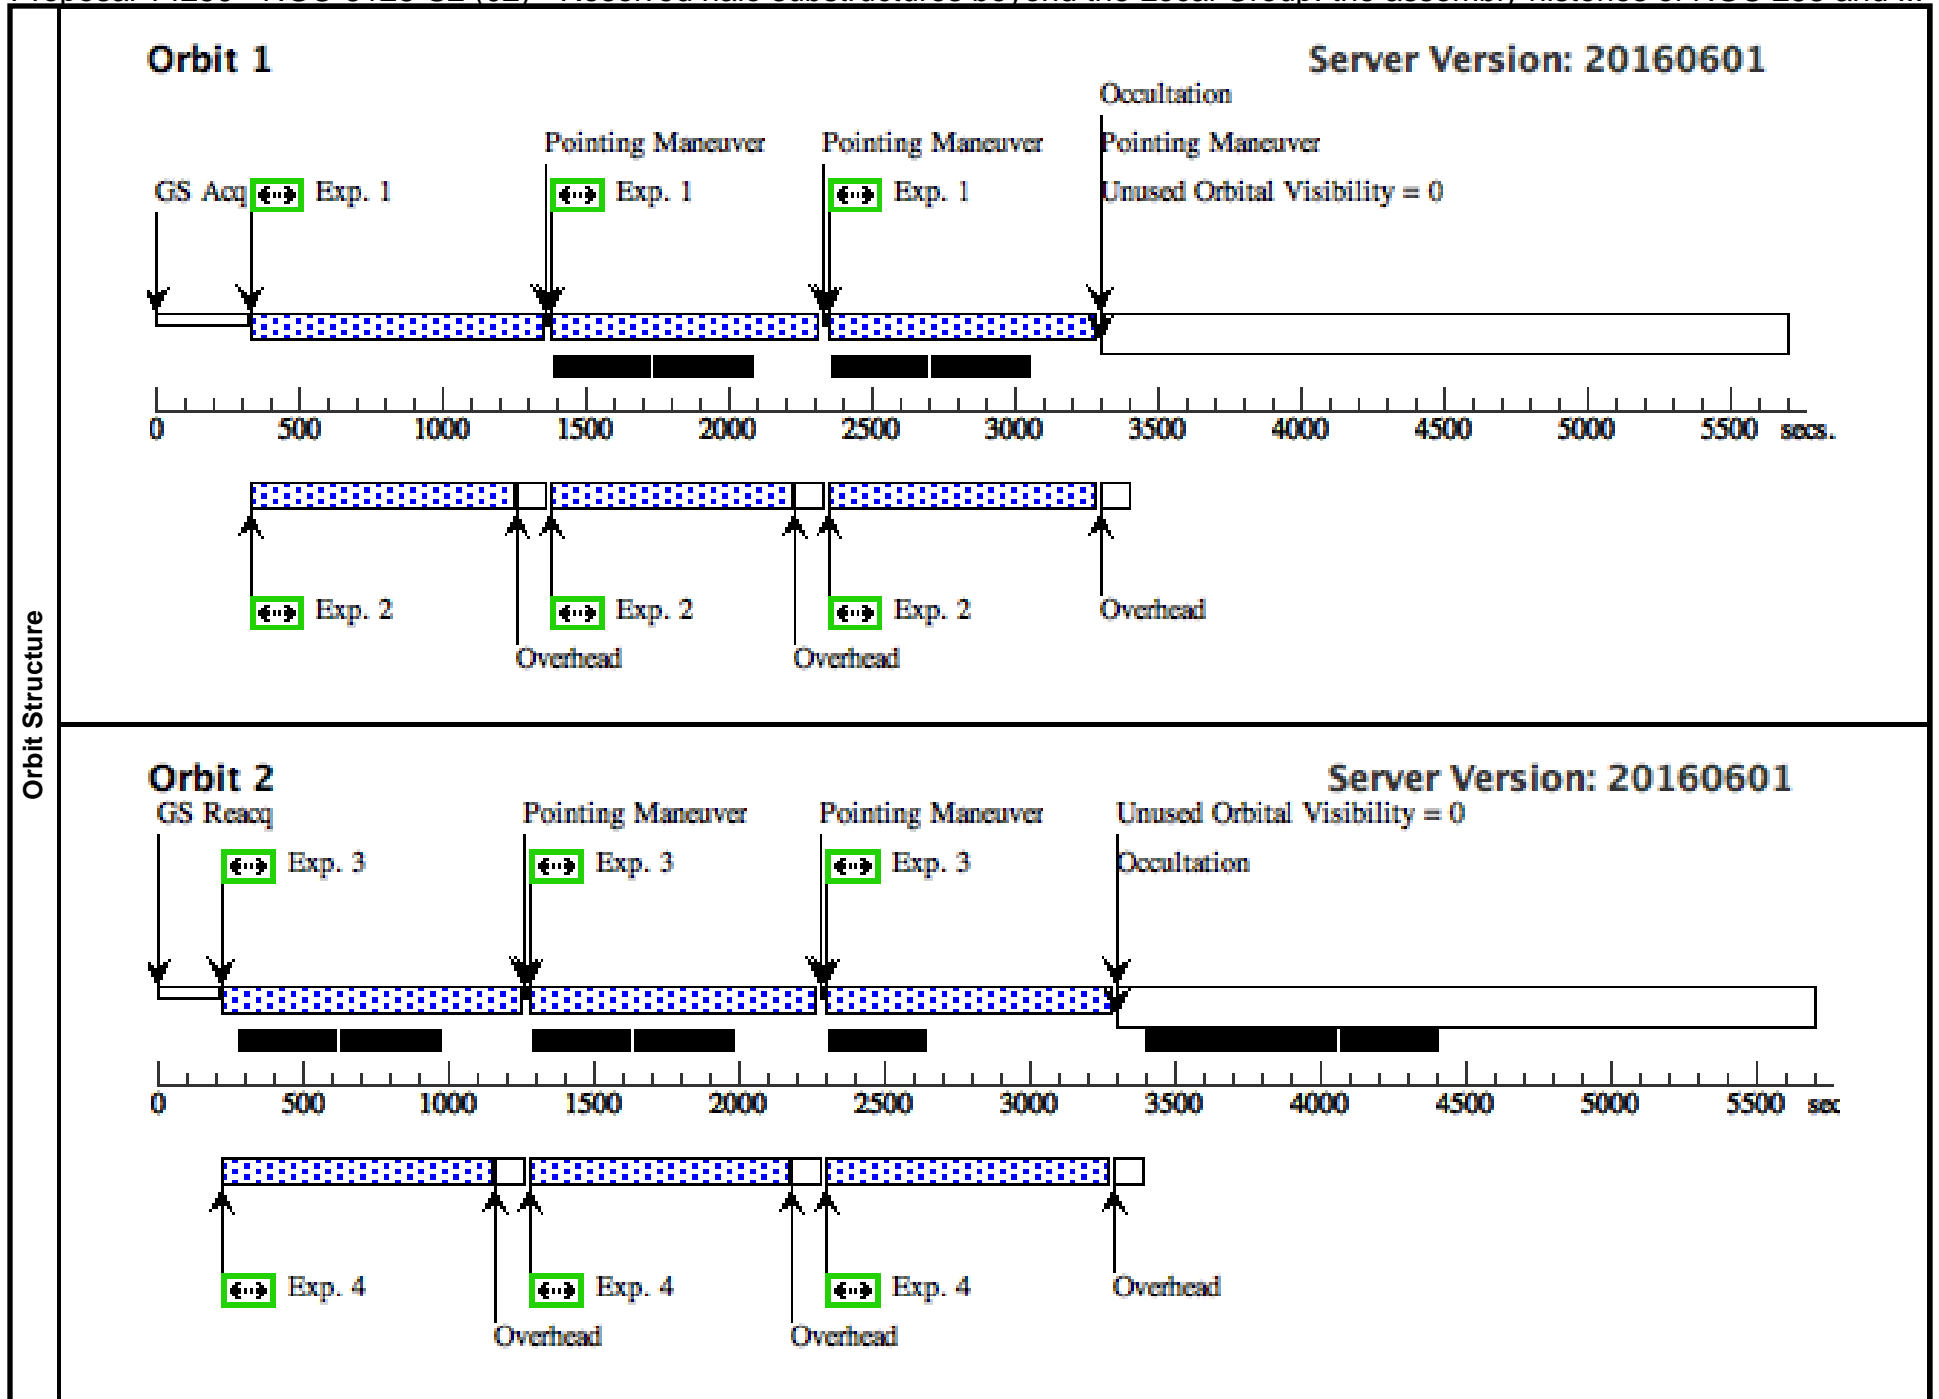 Orbit Structure
Orbit 1
Server Version: 20160601
Occultation
Pointing Maneuver Pointing Maneuver Pointing Maneuver
GS Acq Exp. 1 Exp. 1 Exp. 1 Unused Orbital Visibility = 0
0 500 1000 1500 2000 2500 3000 3500 4000 4500 5000 5500 secs.
Exp. 2 Exp. 2 Exp. 2 Overhead
Overhead Overhead
Orbit 2
Server Version: 20160601
GS Reacq Pointing Maneuver Pointing Maneuver Unused Orbital Visibility = 0
Exp. 3 Exp. 3 Exp. 3 Occultation
0 500 1000 1500 2000 2500 3000 3500 4000 4500 5000 5500 sec
Exp. 4 Exp. 4 Exp. 4 Overhead
Overhead Overhead